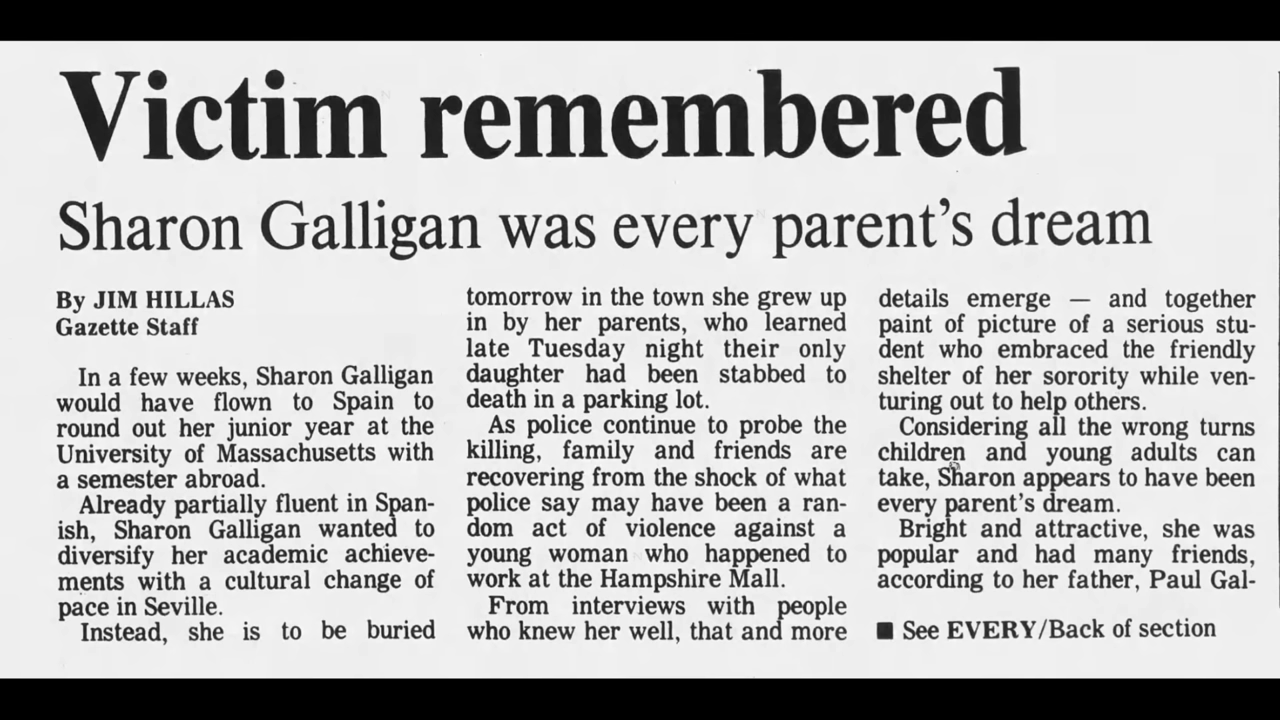 Victim remembered
Sharon Galligan was every parent's dream
By JIM HILLAS
Gazette Staff
In a few weeks, Sharon Galligan
would have flown to Spain to
round out her junior year at the
University of Massachusetts with
a semester abroad.
Already partially fluent in Span-
ish, Sharon Galligan wanted to
diversify her academic achieve-
ments with a cultural change of
pace in Seville.
Instead, she is to be buried
tomorrow in the town she grew up
in by her parents, who learned
late Tuesday night their only
daughter had been stabbed to
death in a parking lot.
As police continue to probe the
killing, family and friends are
recovering from the shock of what
police say may have been a ran-
dom act of violence against a
young woman who happened to
work at the Hampshire Mall.
From interviews with people
who knew her well, that and more
details emerge — and together
paint of picture of a serious stu-
dent who embraced the friendly
shelter of her sorority while ven-
turing out to help others.
Considering all the wrong turns
children and young adults can
take, Sharon appears to have been
every parent's dream.
Bright and attractive, she was
popular and had many friends,
according to her father, Paul Gal-
■ See EVERY/Back of section